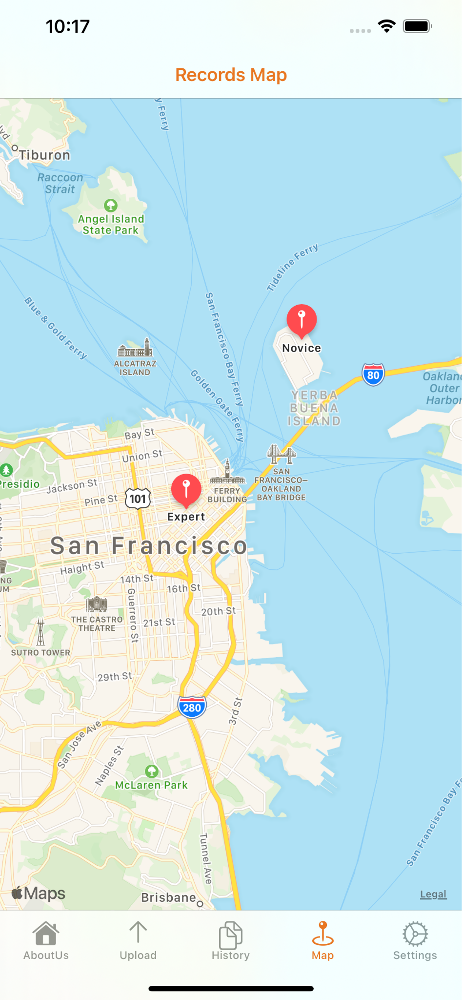 10:17
Records Map
y Ferry
lvd
Tiburon
Raccoon
Strait
Angel Island
State Park
Tideline Ferry
San Francisco Bay Ferry
Blue & Gold Ferry
Novice
ALCATRAZ
ISLAND
Golden Gate Ferry
80
Oakland
Outer
Harbor
YERBA
BUENA
ISLAND
Bay St
Union St
SAN
FRANCISCO–
OAKLAND
BAY BRIDGE
Presidio
Jackson St
FERRY
BUILDING
Pine St
101
Expert
San Francisco
Haight St
NG
UM
14th St
16th St
Guerrero St
20th St
THE CASTRO
THEATRE
21st St
SUTRO TOWER
29th St
280
3rd St
San Jose Ave
Naples St
McLaren Park
San Francisco Bay Fe
Tunnel Ave
Maps
Brisbane
Legal
AboutUs
Upload
History
Map
Settings